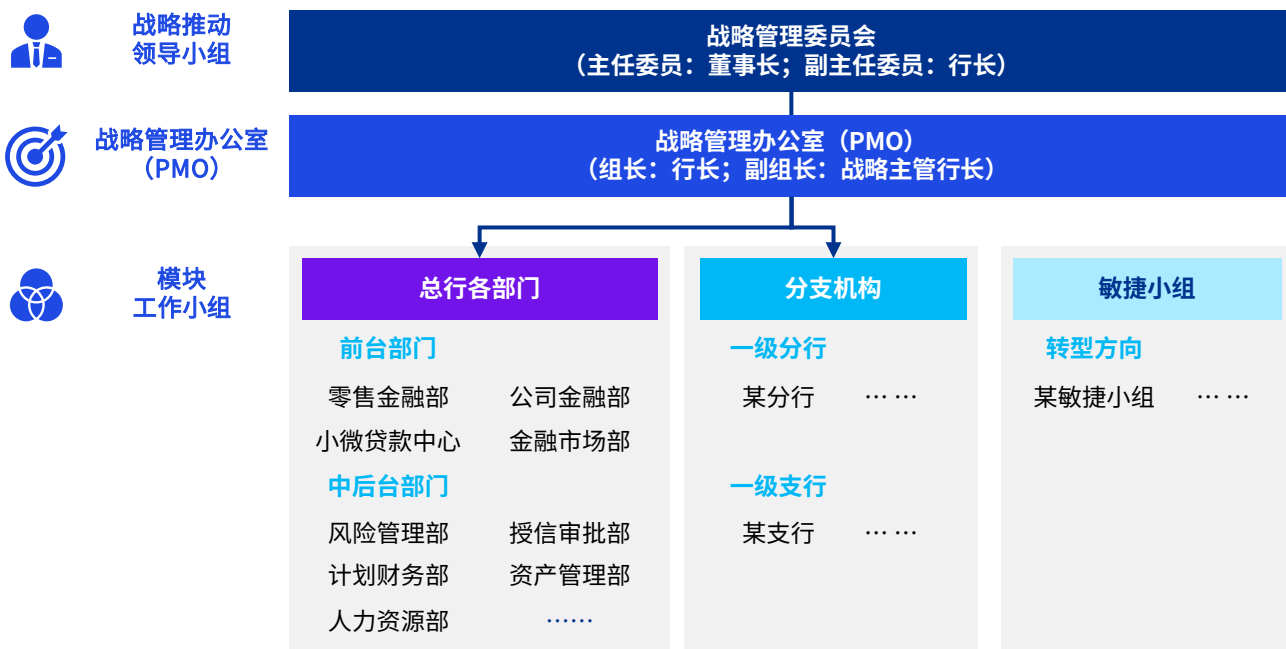 战略推动
领导小组
战略管理委员会
（主任委员：董事长；副主任委员：行长）
战略管理办公室
（PMO）
战略管理办公室（PMO）
（组长：行长；副组长：战略主管行长）
模块
工作小组
总行各部门
前台部门
零售金融部 公司金融部
小微贷款中心 金融市场部
中后台部门
风险管理部 授信审批部
计划财务部 资产管理部
人力资源部 ……
分支机构
一级分行
某分行 … …
一级支行
某支行 … …
敏捷小组
转型方向
某敏捷小组 … …